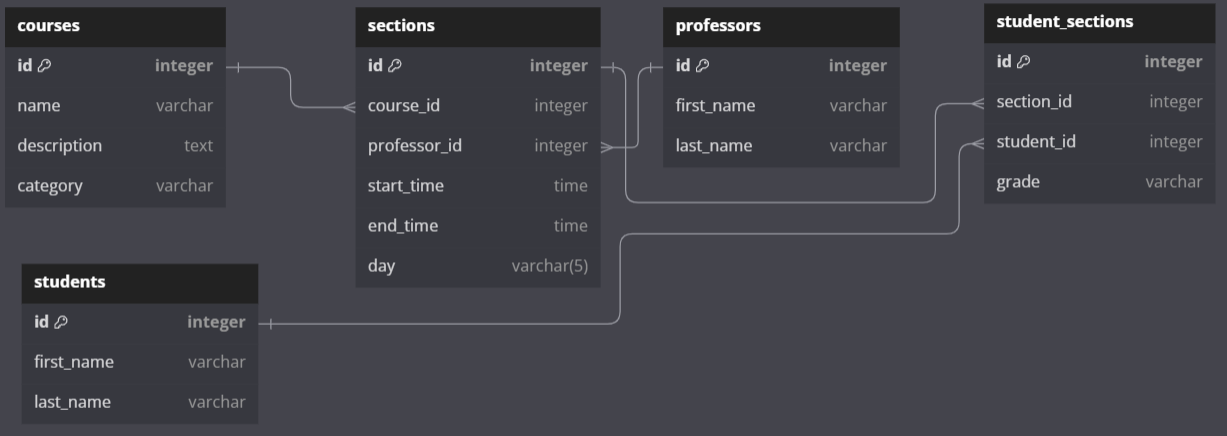 courses
id integer
name varchar
description text
category varchar
sections
id integer
course_id integer
professor_id integer
start_time time
end_time time
day varchar(5)
professors
id integer
first_name varchar
last_name varchar
student_sections
id integer
section_id integer
student_id integer
grade varchar
students
id integer
first_name varchar
last_name varchar